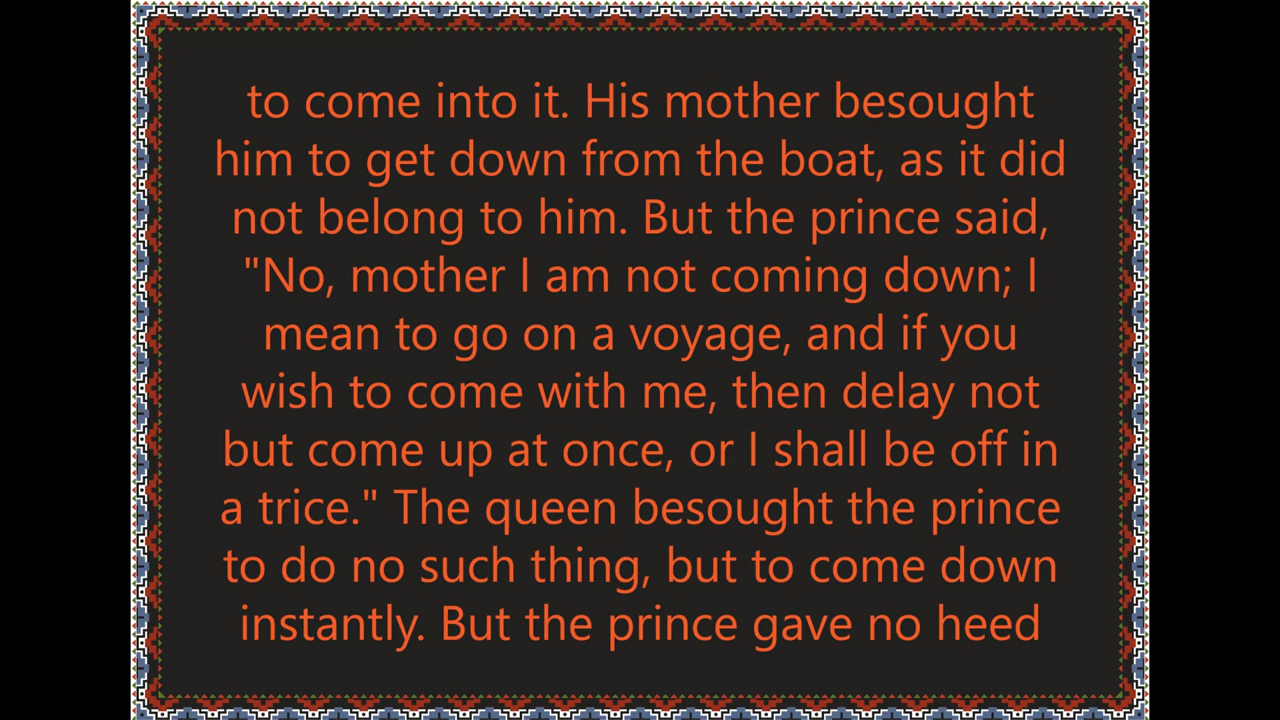 to come into it. His mother besought
him to get down from the boat, as it did
not belong to him. But the prince said,
"No, mother I am not coming down; I
mean to go on a voyage, and if you
wish to come with me, then delay not
but come up at once, or I shall be off in
a trice." The queen besought the prince
to do no such thing, but to come down
instantly. But the prince gave no heed